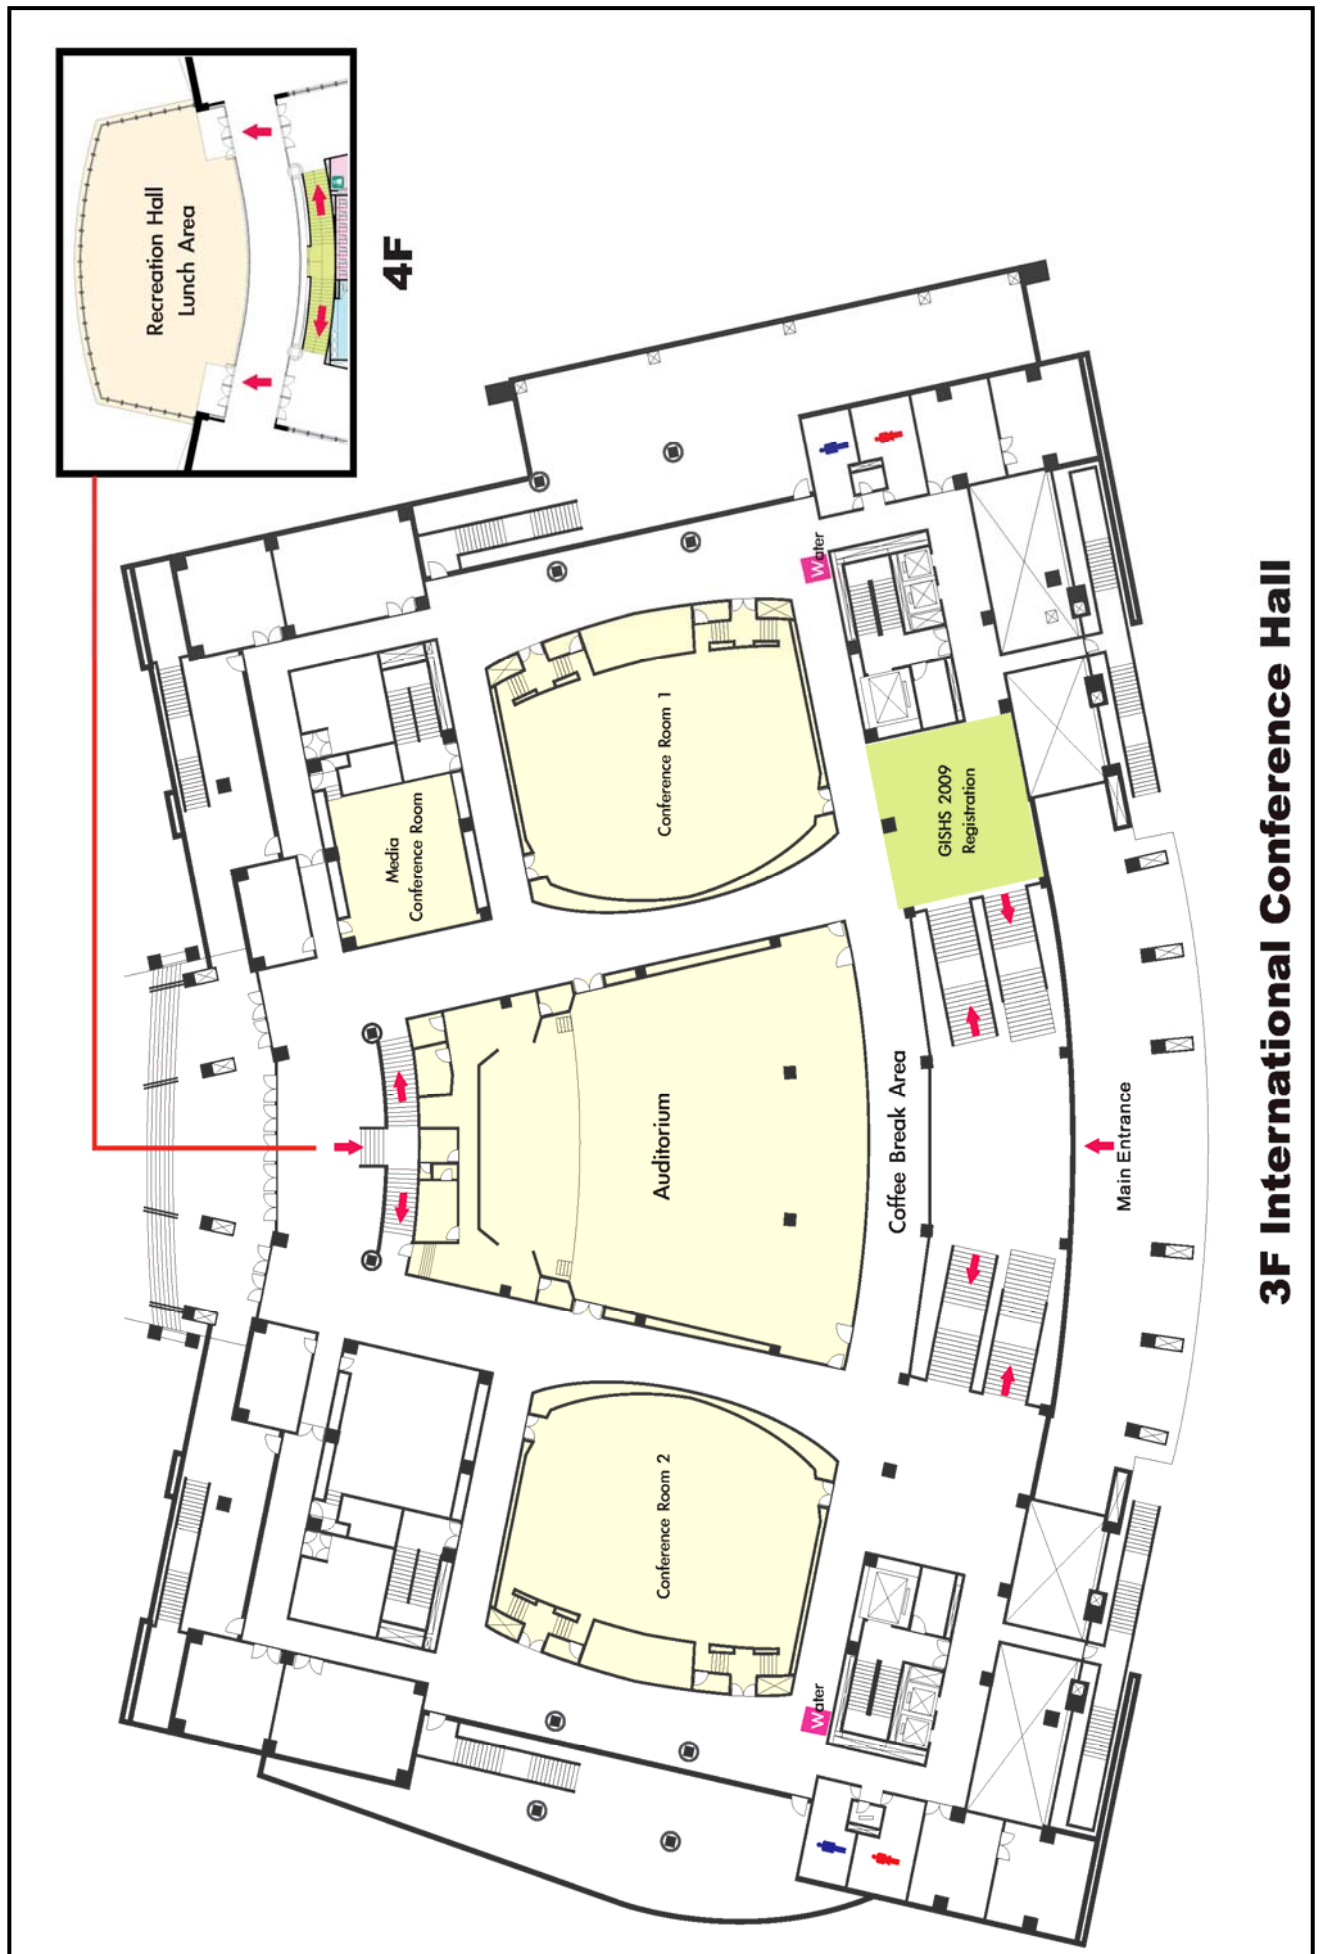 Recreation Hall
Lunch Area
4F
Water
Conference Room 1
Media
Conference Room
GISHS 2009
Registration
Auditorium
Coffee Break Area
Main Entrance
Conference Room 2
Water
3F International Conference Hall